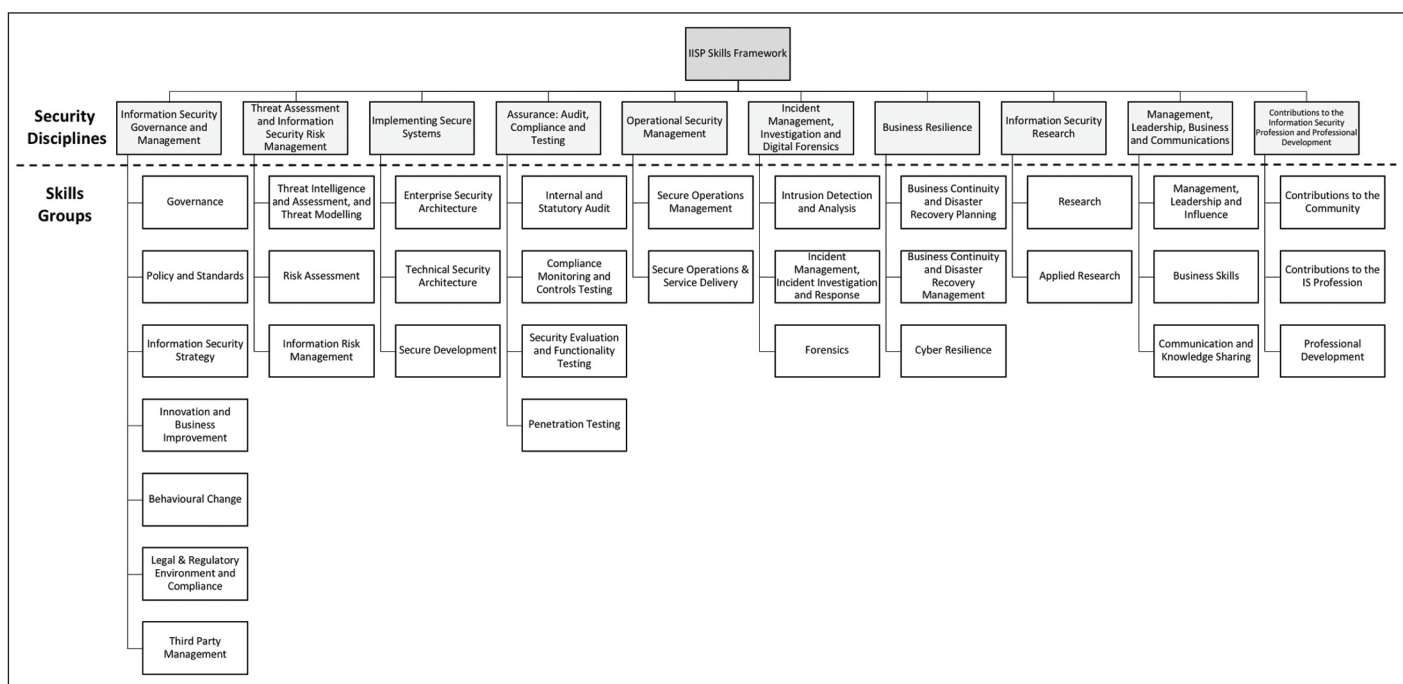 IISP Skills Framework
Security
Disciplines
Information Security
Governance and
Management
Threat Assessment
and Information
Security Risk
Management
Implementing Secure
Systems
Assurance: Audit,
Compliance and
Testing
Operational Security
Management
Incident
Management,
Investigation and
Digital Forensics
Business Resilience
Information Security
Research
Management,
Leadership, Business
and Communications
Contributions to the
Information Security
Profession and Professional
Development
Skills
Groups
Governance
Policy and Standards
Information Security
Strategy
Innovation and
Business
Improvement
Behavioural Change
Legal & Regulatory
Environment and
Compliance
Third Party
Management
Threat Intelligence
and Assessment, and
Threat Modelling
Risk Assessment
Information Risk
Management
Enterprise Security
Architecture
Technical Security
Architecture
Secure Development
Internal and
Statutory Audit
Compliance
Monitoring and
Controls Testing
Security Evaluation
and Functionality
Testing
Penetration Testing
Secure Operations
Management
Secure Operations &
Service Delivery
Intrusion Detection
and Analysis
Incident
Management,
Incident Investigation
and Response
Forensics
Business Continuity
and Disaster
Recovery Planning
Business Continuity
and Disaster
Recovery
Management
Cyber Resilience
Research
Applied Research
Management,
Leadership and
Influence
Business Skills
Communication and
Knowledge Sharing
Contributions to the
Community
Contributions to the
IS Profession
Professional
Development